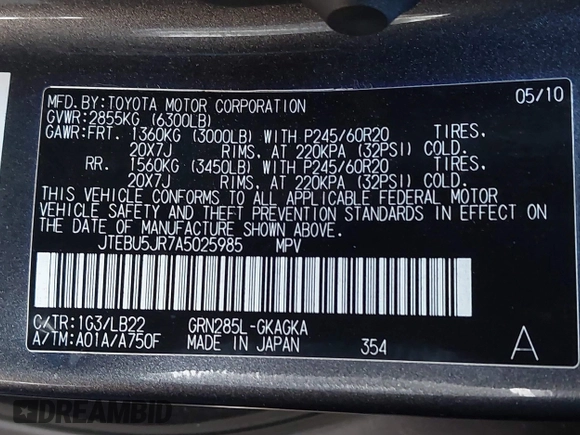 MFD. BY: TOYOTA MOTOR CORPORATION 05/10
GVWR: 2855KG (6300LB)
GAWR: FRT. 1360KG (3000LB) WITH P245/60R20 TIRES,
20X7J RIMS, AT 220KPA (32PSI) COLD.
RR. 1560KG (3450LB) WITH P245/60R20 TIRES,
20X7J RIMS, AT 220KPA (32PSI) COLD.
THIS VEHICLE CONFORMS TO ALL APPLICABLE FEDERAL MOTOR
VEHICLE SAFETY AND THEFT PREVENTION STANDARDS IN EFFECT ON
THE DATE OF MANUFACTURE SHOWN ABOVE.
JTEBU5JR7A5025985 MPV
C/TR: 1G3/LB22 GRN285L-GKAGKA
A/TM: A01A/A750F MADE IN JAPAN 354 A
DREAMBID